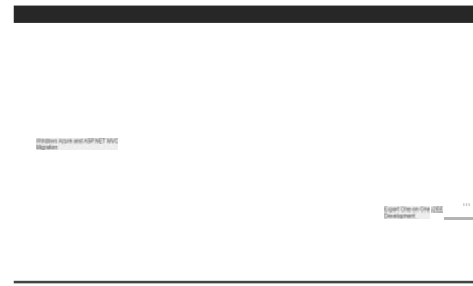 Windows Azure and ASP.NET MVC
Migration
Expert One-on-One J2EE
Development